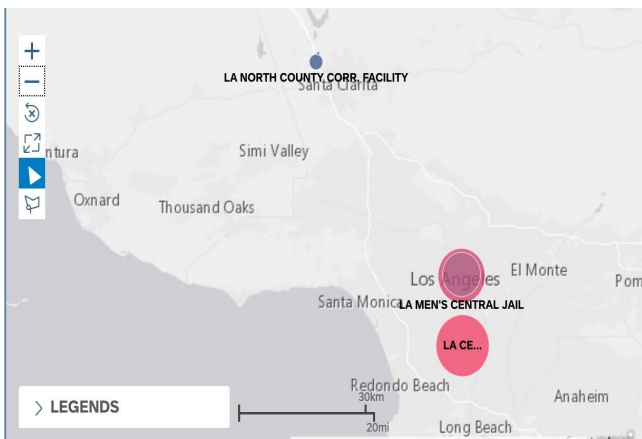 LA NORTH COUNTY CORR. FACILITY
Santa Clarita
ntura
Simi Valley
Oxnard
Thousand Oaks
Los Angeles
El Monte
Pom
Santa Monica
LA MEN'S CENTRAL JAIL
LA CE...
Redondo Beach
30km
Anaheim
LEGENDS
20mi
Long Beach